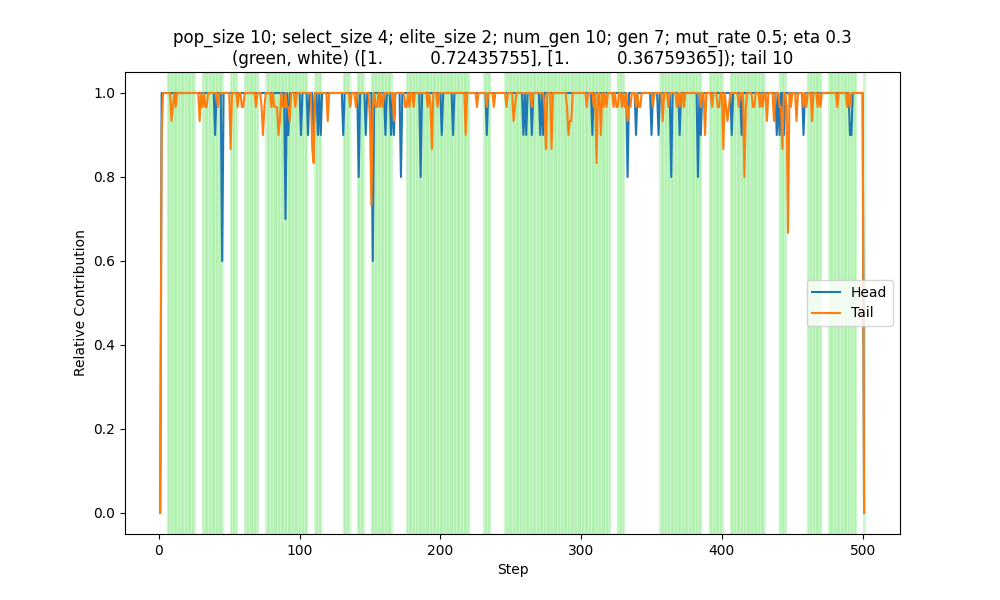 pop_size 10; select_size 4; elite_size 2; num_gen 10; gen 7; mut_rate 0.5; eta 0.3
(green, white) ([1. 0.72435755], [1. 0.36759365]); tail 10
1.0
0.8
0.6
0.4
0.2
0.0
Relative Contribution
Head
Tail
0 100 200 300 400 500
Step